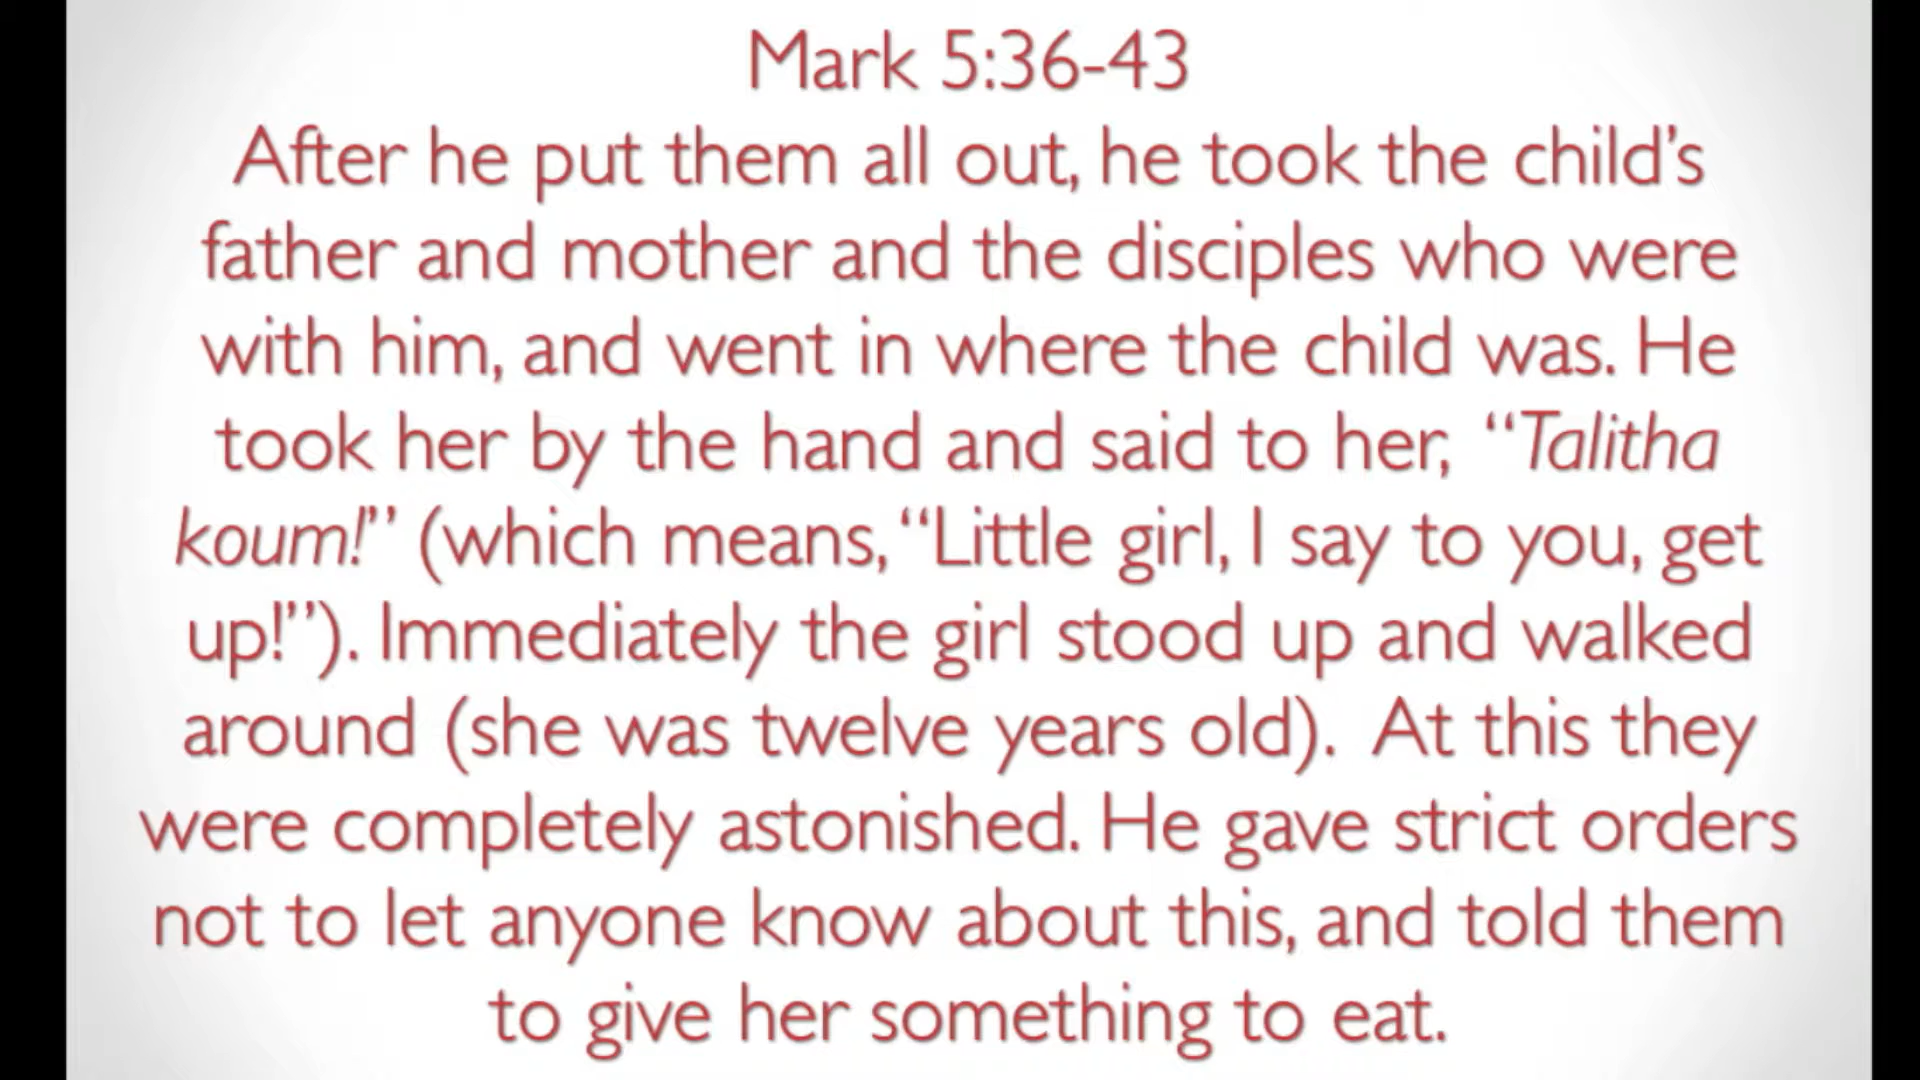 Mark 5:36-43
After he put them all out, he took the child’s
father and mother and the disciples who were
with him, and went in where the child was. He
took her by the hand and said to her, “Talitha
koum!” (which means, “Little girl, I say to you, get
up!”). Immediately the girl stood up and walked
around (she was twelve years old).  At this they
were completely astonished. He gave strict orders
not to let anyone know about this, and told them
to give her something to eat.